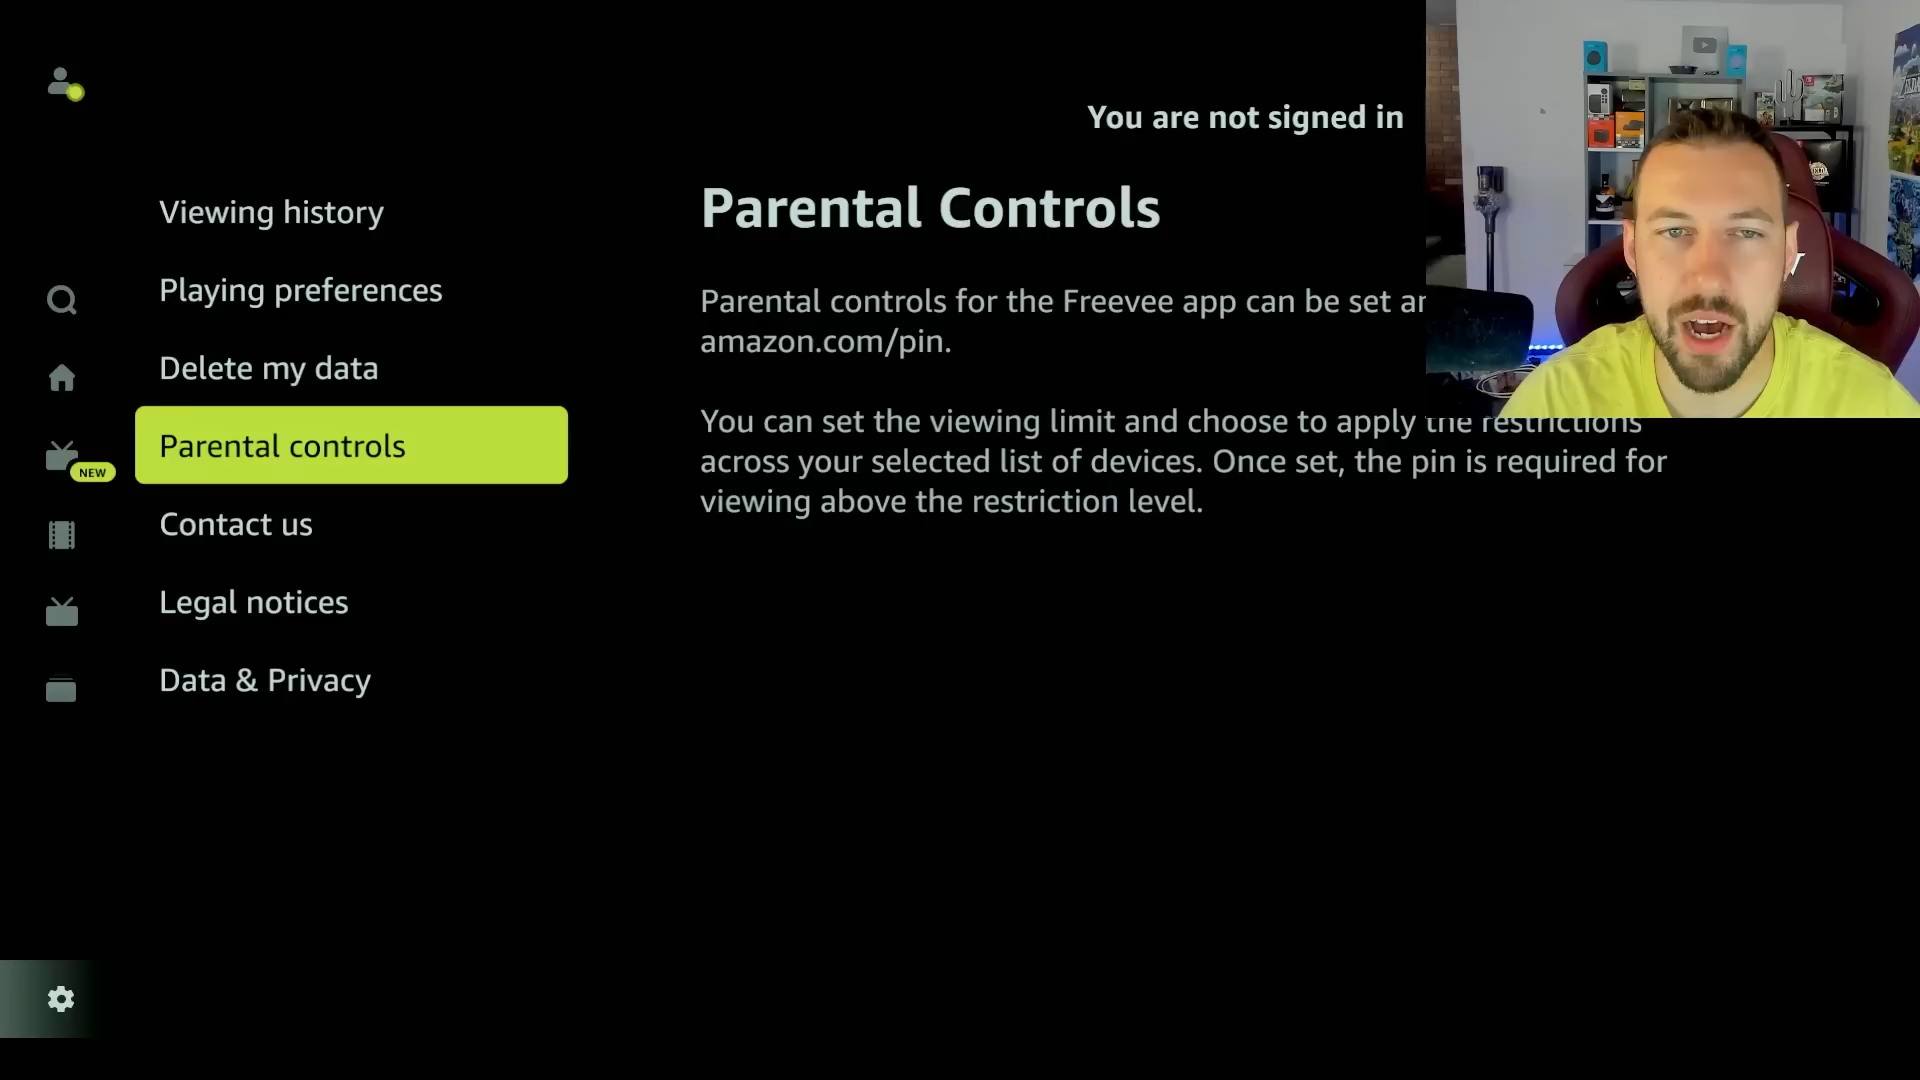 You are not signed in
Viewing history
Playing preferences
Delete my data
Parental controls
NEW
Contact us
Legal notices
Data & Privacy
Parental Controls
Parental controls for the Freevee app can be set
amazon.com/pin.
You can set the viewing limit and choose to apply the restrictions
across your selected list of devices. Once set, the pin is required for
viewing above the restriction level.